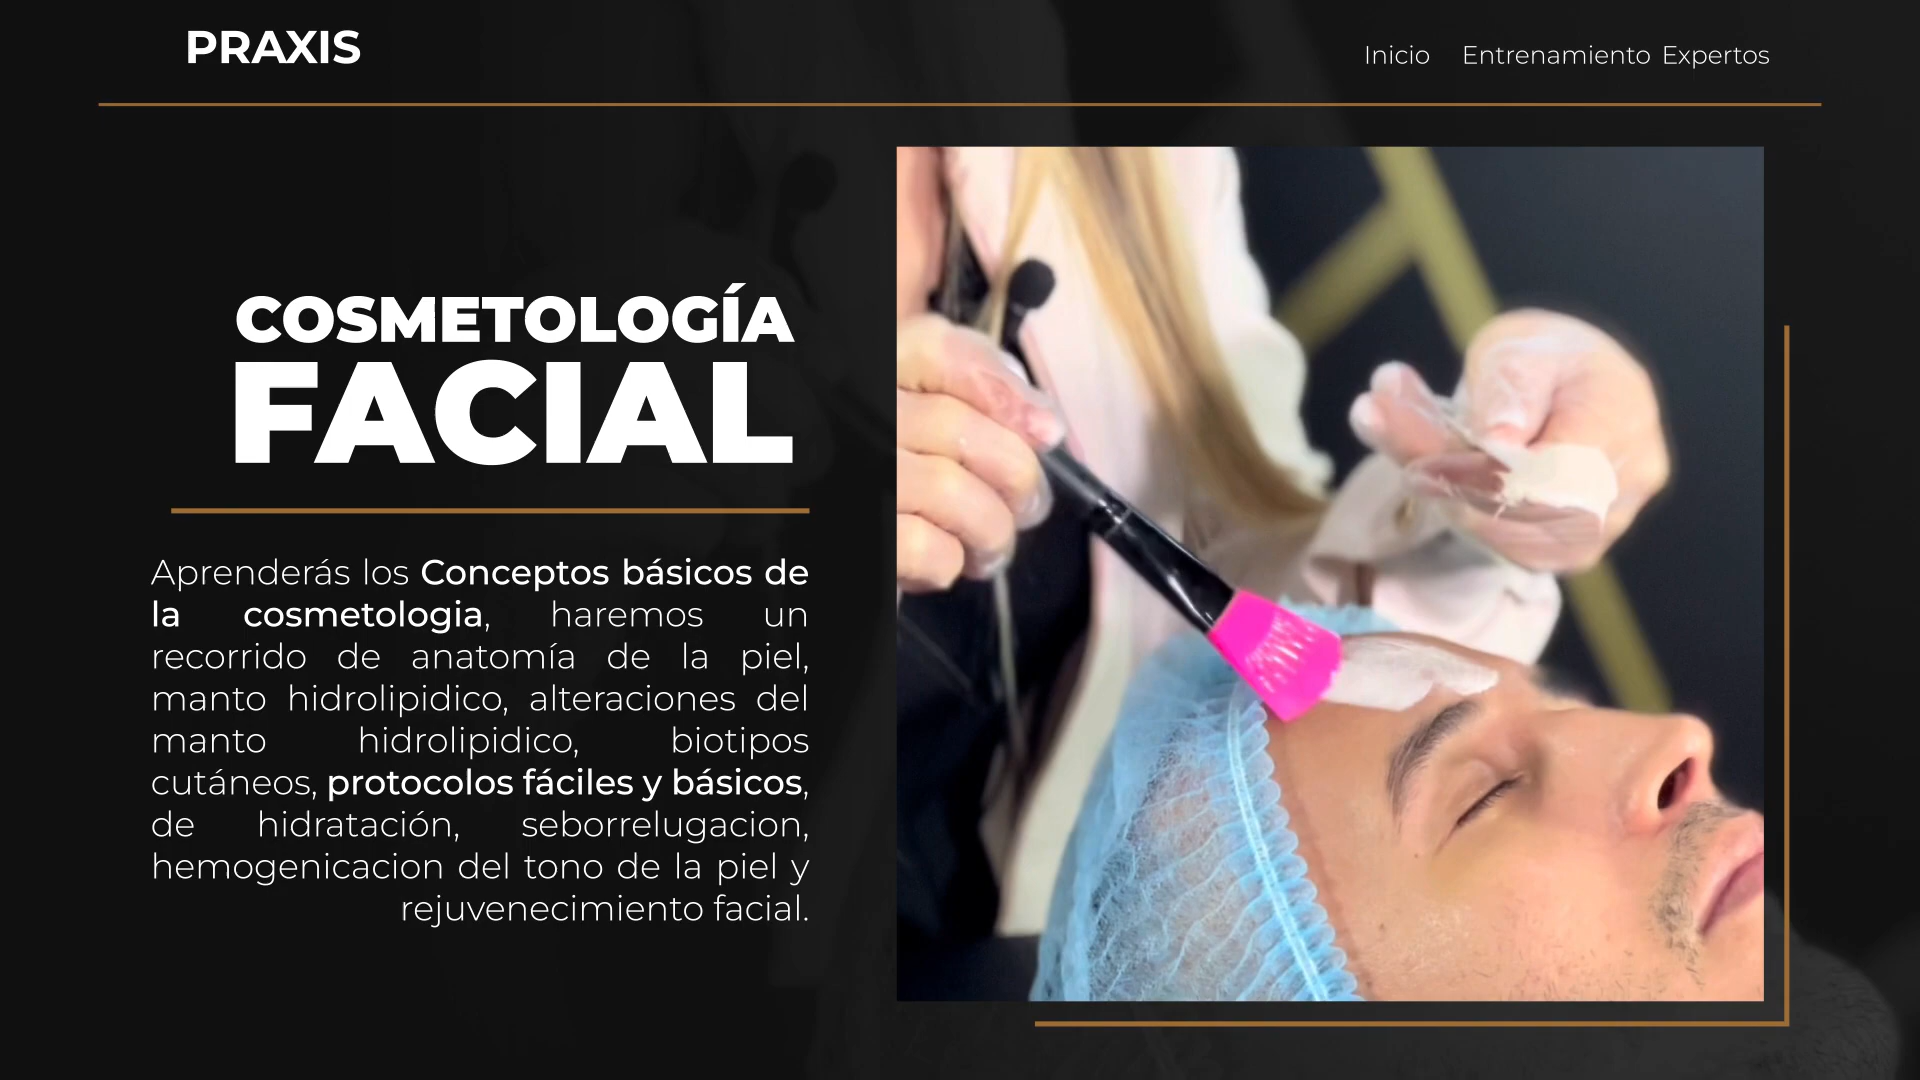 PRAXIS
Inicio Entrenamiento Expertos
COSMETOLOGÍA
FACIAL
Aprenderás los Conceptos básicos de
la cosmetologia, haremos un
recorrido de anatomía de la piel,
manto hidrolipidico, alteraciones del
manto hidrolipidico, biotipos
cutáneos, protocolos fáciles y básicos,
de hidratación, seborrelugacion,
hemogenicacion del tono de la piel y
rejuvenecimiento facial.